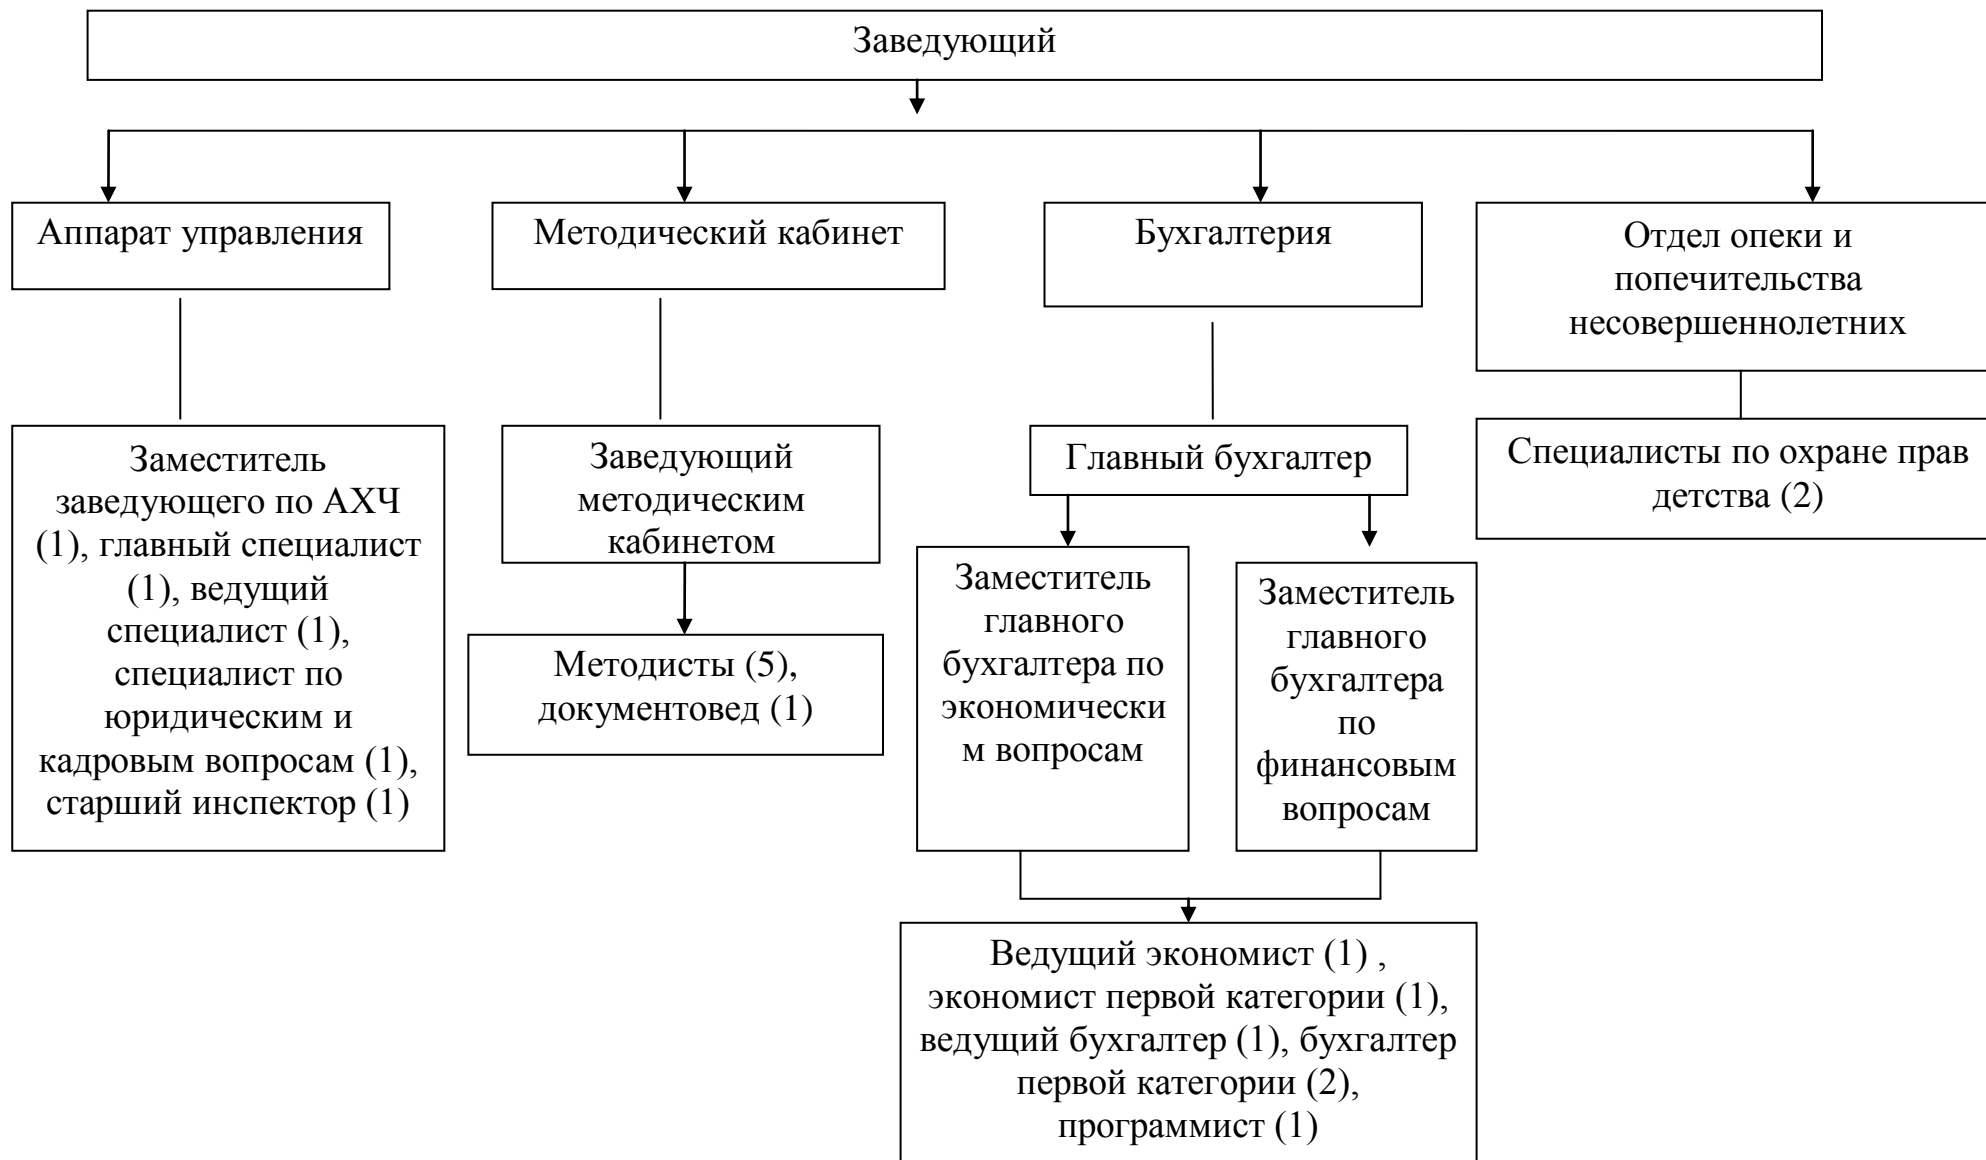 Заведующий
Аппарат управления
Методический кабинет
Бухгалтерия
Отдел опеки и
попечительства
несовершеннолетних
Заместитель
заведующего по АХЧ
(1), главный специалист
(1), ведущий
специалист (1),
специалист по
юридическим и
кадровым вопросам (1),
старший инспектор (1)
Заведующий
методическим
кабинетом
Методисты (5),
документовед (1)
Главный бухгалтер
Заместитель
главного
бухгалтера по
экономически
м вопросам
Заместитель
главного
бухгалтера
по
финансовым
вопросам
Ведущий экономист (1) ,
экономист первой категории (1),
ведущий бухгалтер (1), бухгалтер
первой категории (2),
программист (1)
Специалисты по охране прав
детства (2)